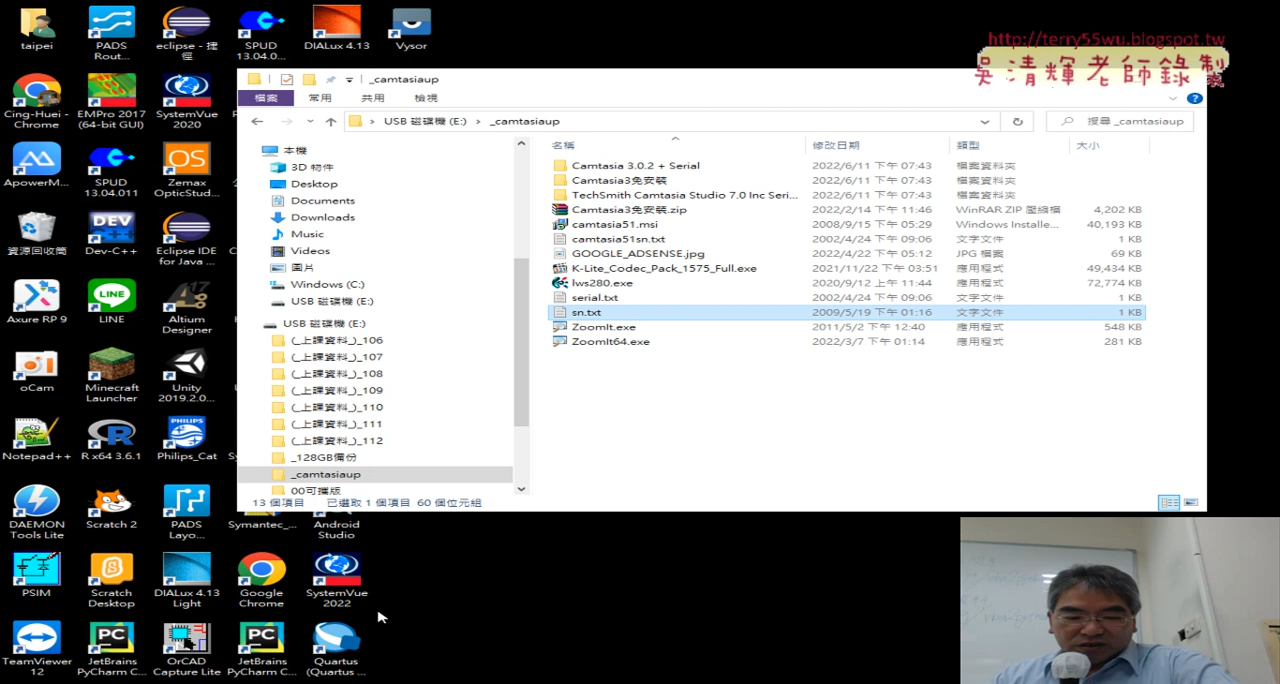 http://terry55wu.blogspot.tw
吳清輝老師錄製
taipei
PADS
Rout...
eclipse - 捷
徑
SPUD
13.04.0...
DIALux 4.13
Vysor
Cing-Huei -
Chrome
EMPro 2017
(64-bit GUI)
SystemVue
2020
ApowerM...
SPUD
13.04.011
Zemax
OpticStud...
資源回收筒
Dev-C++
Eclipse IDE
for Java ...
Axure RP 9
LINE
Altium
Designer
oCam
Minecraft
Launcher
Unity
2019.2.0...
Notepad++
R x64 3.6.1
Philips_Cat
DAEMON
Tools Lite
Scratch 2
PADS
Layo...
Symantec_...
Android
Studio
PSIM
Scratch
Desktop
DIALux 4.13
Light
Google
Chrome
SystemVue
2022
TeamViewer
12
JetBrains
PyCharm C...
OrCAD
Capture Lite
JetBrains
PyCharm C...
Quartus
(Quartus ...
_camtasiaup
檔案 常用 共用 檢視
USB 磁碟機 (E:) › _camtasiaup
搜尋 _camtasiaup
本機
3D 物件
Desktop
Documents
Downloads
Music
Videos
圖片
Windows (C:)
USB 磁碟機 (E:)
USB 磁碟機 (E:)
(_上課資料_)_106
(_上課資料_)_107
(_上課資料_)_108
(_上課資料_)_109
(_上課資料_)_110
(_上課資料_)_111
(_上課資料_)_112
_128GB備份
_camtasiaup
00可攜版
名稱 修改日期 類型 大小
Camtasia 3.0.2 + Serial 2022/6/11 下午 07:43 檔案資料夾
Camtasia3免安裝 2022/6/11 下午 07:43 檔案資料夾
TechSmith Camtasia Studio 7.0 Inc Seri... 2022/6/11 下午 07:43 檔案資料夾
Camtasia3免安裝.zip 2022/2/14 下午 11:46 WinRAR ZIP 壓縮檔 4,202 KB
camtasia51.msi 2008/9/15 下午 05:29 Windows Installe... 40,193 KB
camtasia51sn.txt 2002/4/24 下午 09:06 文字文件 1 KB
GOOGLE_ADSENSE.jpg 2022/4/22 下午 05:12 JPG 檔案 69 KB
K-Lite_Codec_Pack_1575_Full.exe 2021/11/22 下午 03:51 應用程式 49,434 KB
lws280.exe 2020/9/12 上午 11:44 應用程式 72,774 KB
serial.txt 2002/4/24 下午 09:06 文字文件 1 KB
sn.txt 2009/5/19 下午 01:16 文字文件 1 KB
ZoomIt.exe 2011/5/2 下午 12:40 應用程式 548 KB
ZoomIt64.exe 2022/3/7 下午 01:14 應用程式 281 KB
13 個項目 已選取 1 個項目 60 個位元組